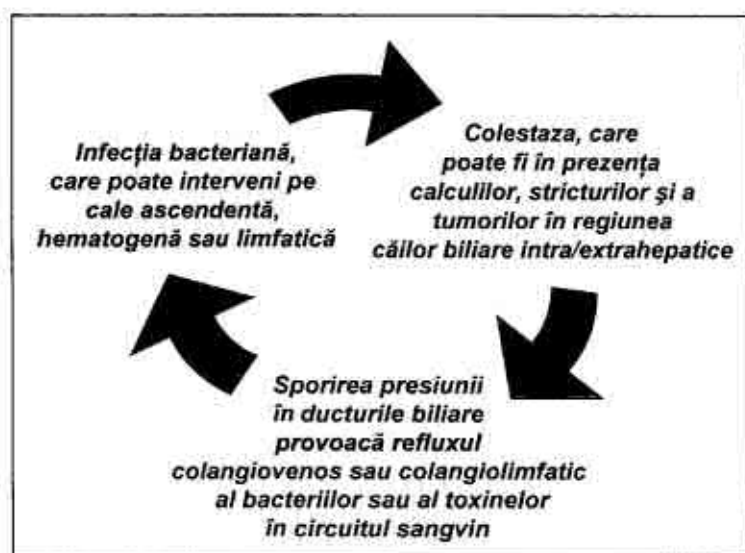 Infecția bacteriană,
care poate interveni pe
cale ascendentă,
hematogenă sau limfatică
Colestaza, care
poate fi în prezența
calculilor, stricturilor și a
tumorilor în regiunea
căilor biliare intra/extrahepatice
Sporirea presiunii
în ducturile biliare
provoacă refluxul
colangiovenos sau colangiolimfatic
al bacteriilor sau al toxinelor
în circuitul sangvin